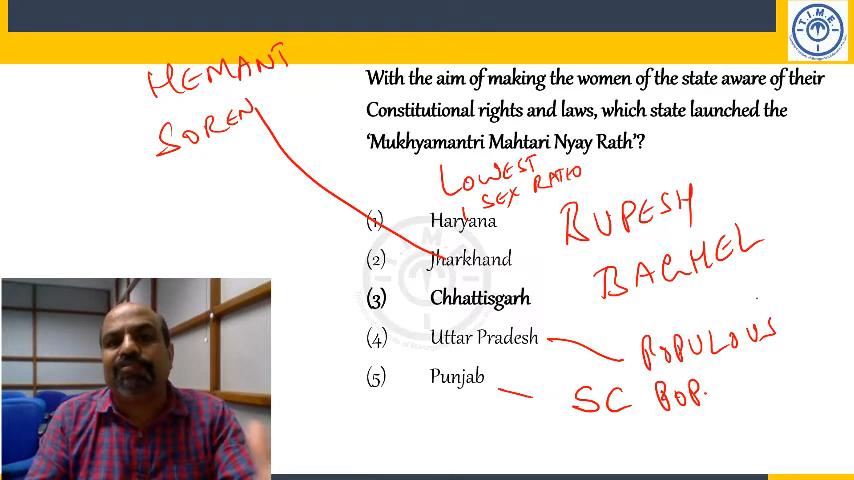 T.I.M.E.
HEMANT
SOREN
With the aim of making the women of the state aware of their
Constitutional rights and laws, which state launched the
‘Mukhyamantri Mahtari Nyay Rath’?
LOWEST
SEX RATIO
(1) Haryana
(2) Jharkhand
(3) Chhattisgarh
(4) Uttar Pradesh
(5) Punjab
BUPESH
BAGHEL
POPULOUS
SC POP.